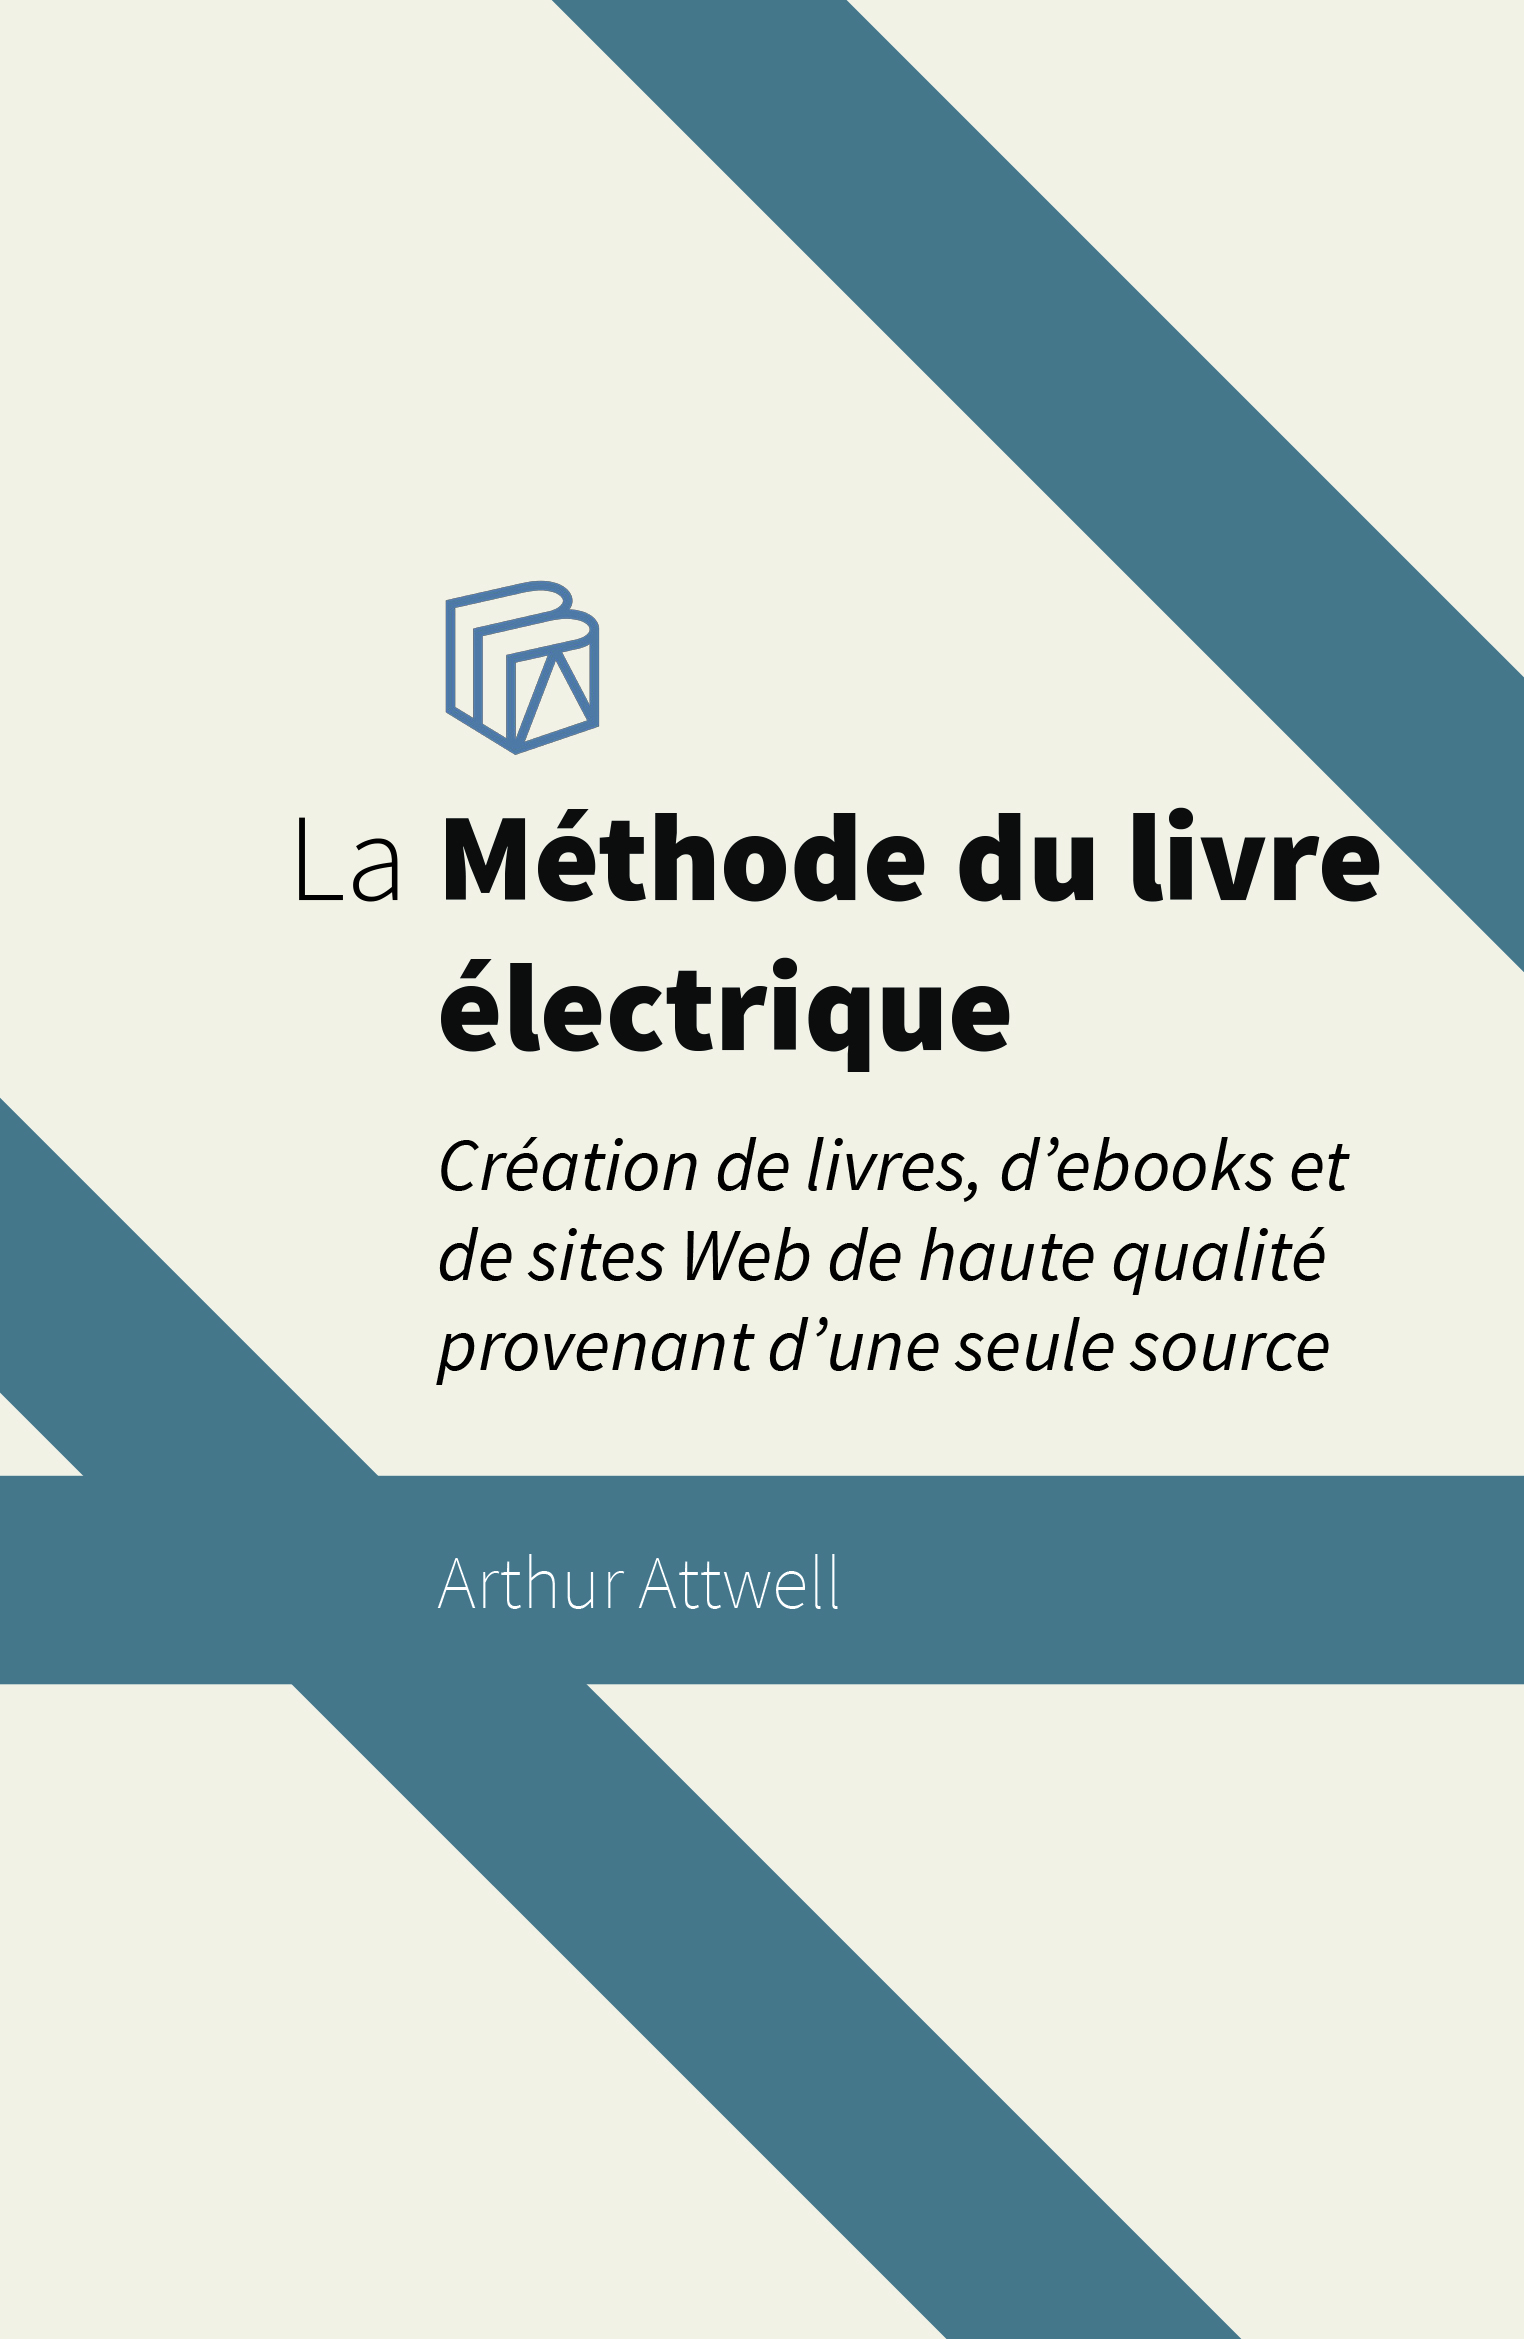 La Méthode du livre
électrique
Création de livres, d’ebooks et
de sites Web de haute qualité
provenant d’une seule source
Arthur Attwell